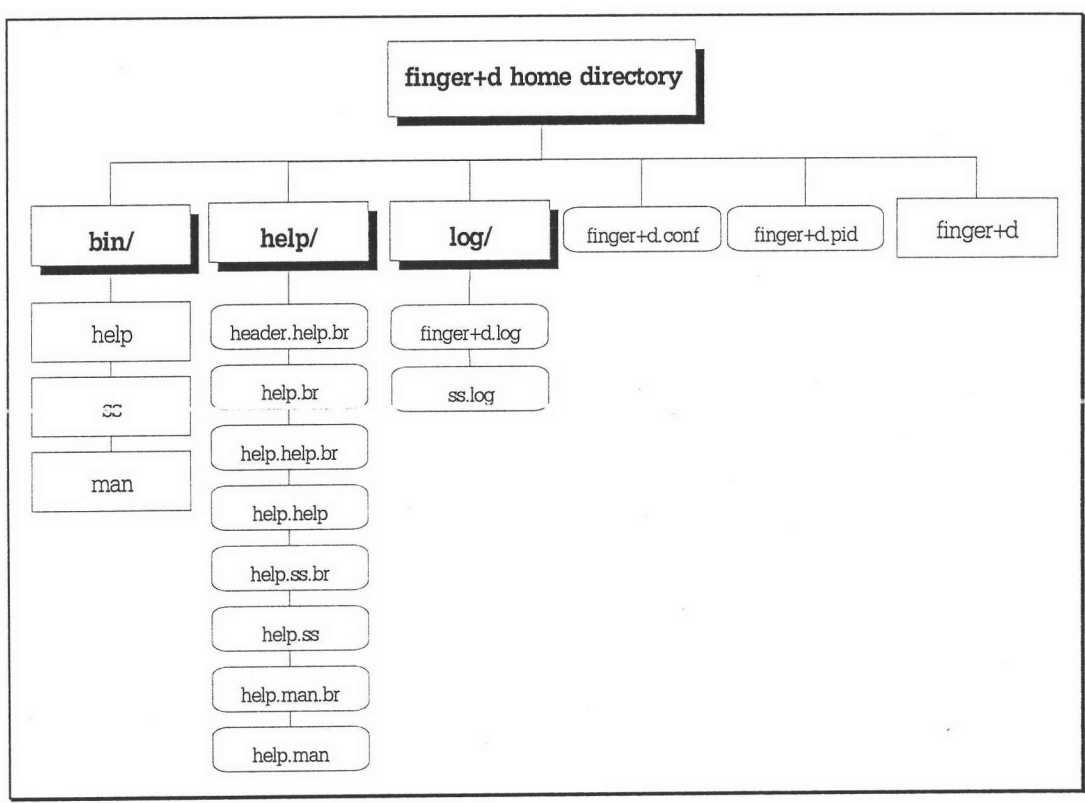 finger+d home directory
bin/
help/
log/
finger+d.conf
finger+d.pid
finger+d
help
ss
man
header.help.br
help.br
help.help.br
help.help
help.ss.br
help.ss
help.man.br
help.man
finger+d.log
ss.log